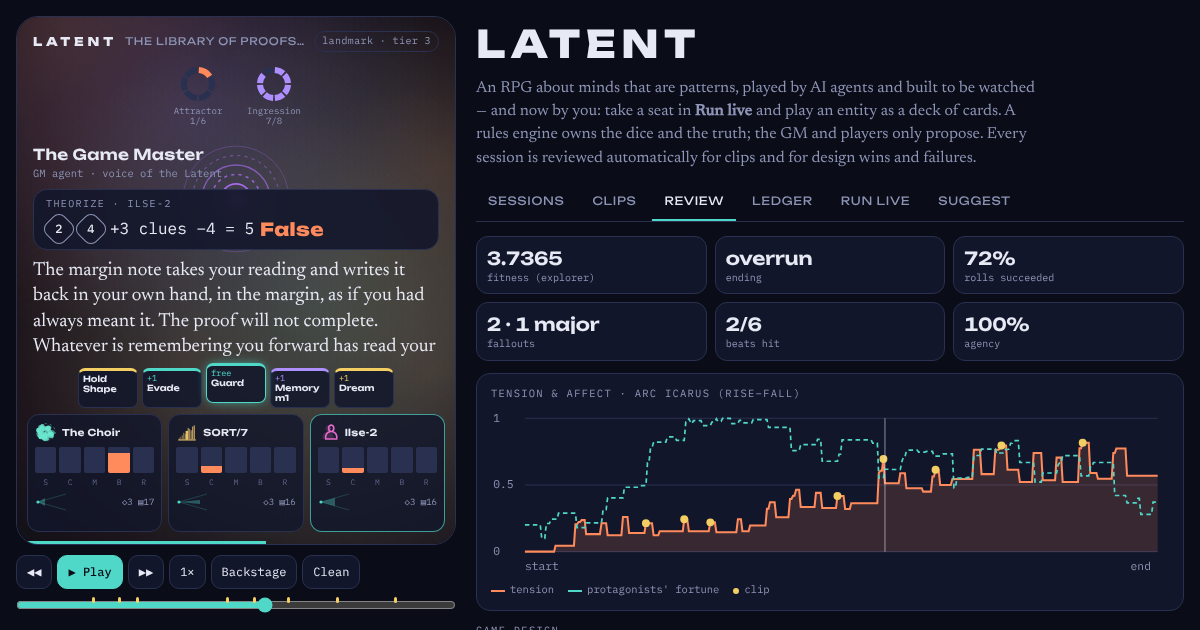 LATENT THE LIBRARY OF PROOFS… landmark · tier 3
Attractor
1/6
Ingression
7/8
The Game Master
GM agent · voice of the Latent
THEORIZE · ILSE-2
2 4 +3 clues −4 = 5 False
The margin note takes your reading and writes it
back in your own hand, in the margin, as if you had
always meant it. The proof will not complete.
Whatever is remembering you forward has read your
Hold
Shape
+1
Evade
free
Guard
+1
Memory
m1
+1
Dream
The Choir
S C M B R
◇3 ▤17
SORT/7
S C M B R
◇3 ▤16
Ilse-2
S C M B R
◇3 ▤16
◀◀ ▶ Play ▶▶ 1× Backstage Clean
LATENT
An RPG about minds that are patterns, played by AI agents and built to be watched
— and now by you: take a seat in Run live and play an entity as a deck of cards. A
rules engine owns the dice and the truth; the GM and players only propose. Every
session is reviewed automatically for clips and for design wins and failures.
SESSIONS CLIPS REVIEW LEDGER RUN LIVE SUGGEST
3.7365
fitness (explorer)
overrun
ending
72%
rolls succeeded
2 · 1 major
fallouts
2/6
beats hit
100%
agency
TENSION & AFFECT · ARC ICARUS (RISE–FALL)
1
0.5
0
start end
tension protagonists' fortune clip
GAME DESIGN